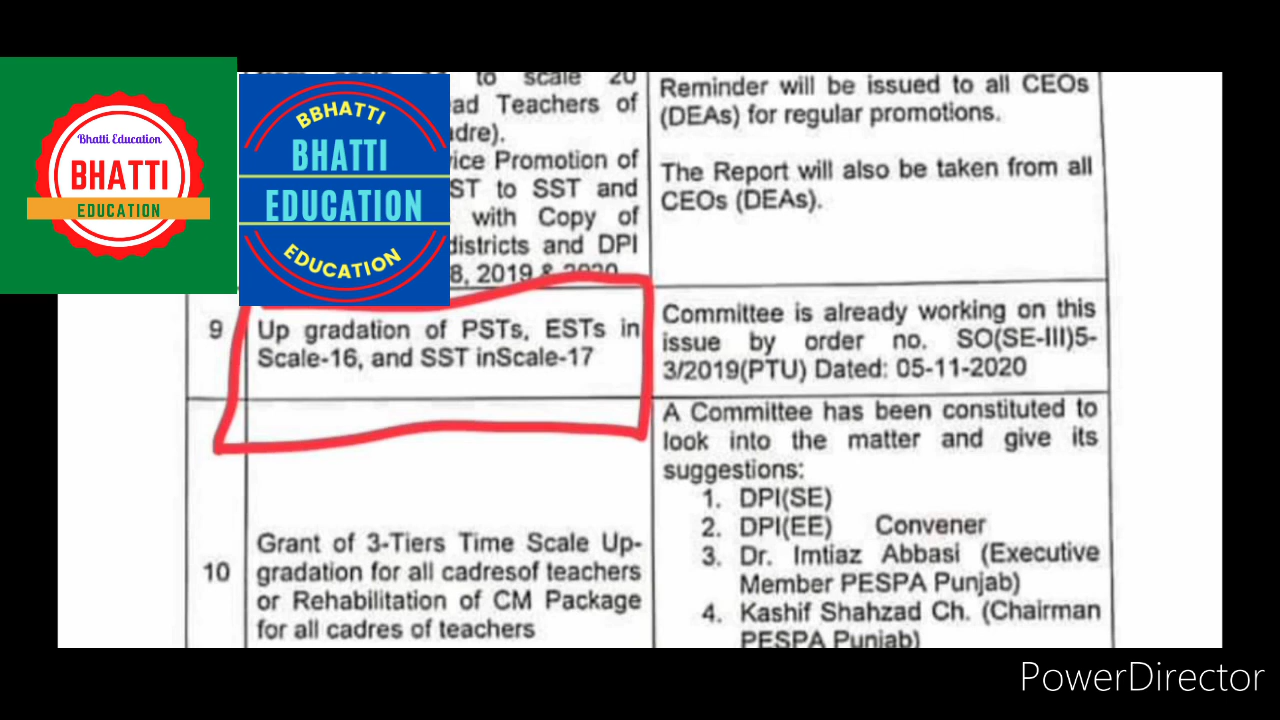 Bhatti Education
BHATTI
EDUCATION
BBHATTI
BHATTI
EDUCATION
EDUCATION
to scale 20
Teachers of
Promotion of
to SST and
with Copy of
districts and DPI
2019 & 2020
Reminder will be issued to all CEOs
(DEAs) for regular promotions.
The Report will also be taken from all
CEOs (DEAs).
9
Up gradation of PSTs, ESTs in
Scale-16, and SST inScale-17
Committee is already working on this
issue by order no. SO(SE-III)5-
3/2019(PTU) Dated: 05-11-2020
10
Grant of 3-Tiers Time Scale Up-
gradation for all cadresof teachers
or Rehabilitation of CM Package
for all cadres of teachers
A Committee has been constituted to
look into the matter and give its
suggestions:
1. DPI(SE)
2. DPI(EE) Convener
3. Dr. Imtiaz Abbasi (Executive
Member PESPA Punjab)
4. Kashif Shahzad Ch. (Chairman
PESPA Punjab)
PowerDirector